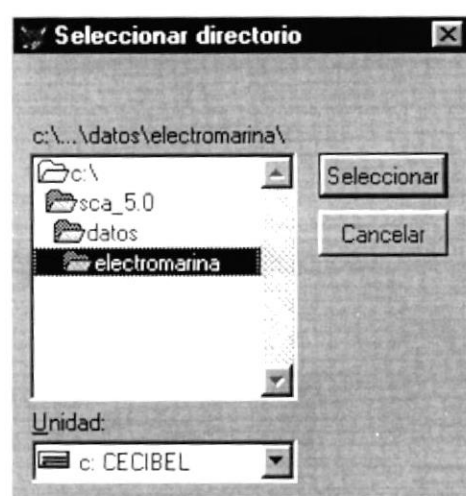 Seleccionar directorio
c:\...\datos\electromarina\
c:\
sca_5.0
datos
electromarina
Seleccionar
Cancelar
Unidad:
c: CECIBEL